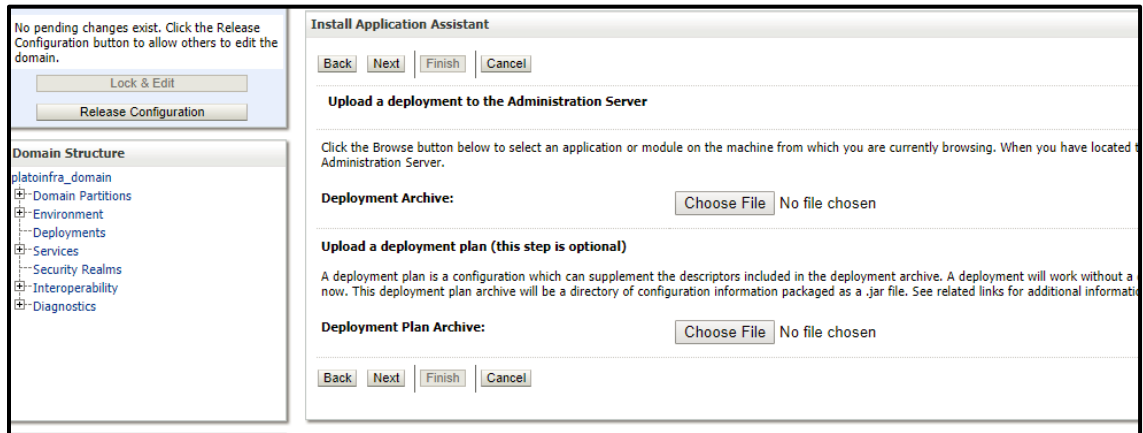 No pending changes exist. Click the Release
Configuration button to allow others to edit the
domain.
Lock & Edit
Release Configuration
Domain Structure
platoinfra_domain
Domain Partitions
Environment
Deployments
Services
Security Realms
Interoperability
Diagnostics
Install Application Assistant
Back Next Finish Cancel
Upload a deployment to the Administration Server
Click the Browse button below to select an application or module on the machine from which you are currently browsing. When you have located
Administration Server.
Deployment Archive: Choose File No file chosen
Upload a deployment plan (this step is optional)
A deployment plan is a configuration which can supplement the descriptors included in the deployment archive. A deployment will work without a
now. This deployment plan archive will be a directory of configuration information packaged as a .jar file. See related links for additional
Deployment Plan Archive: Choose File No file chosen
Back Next Finish Cancel